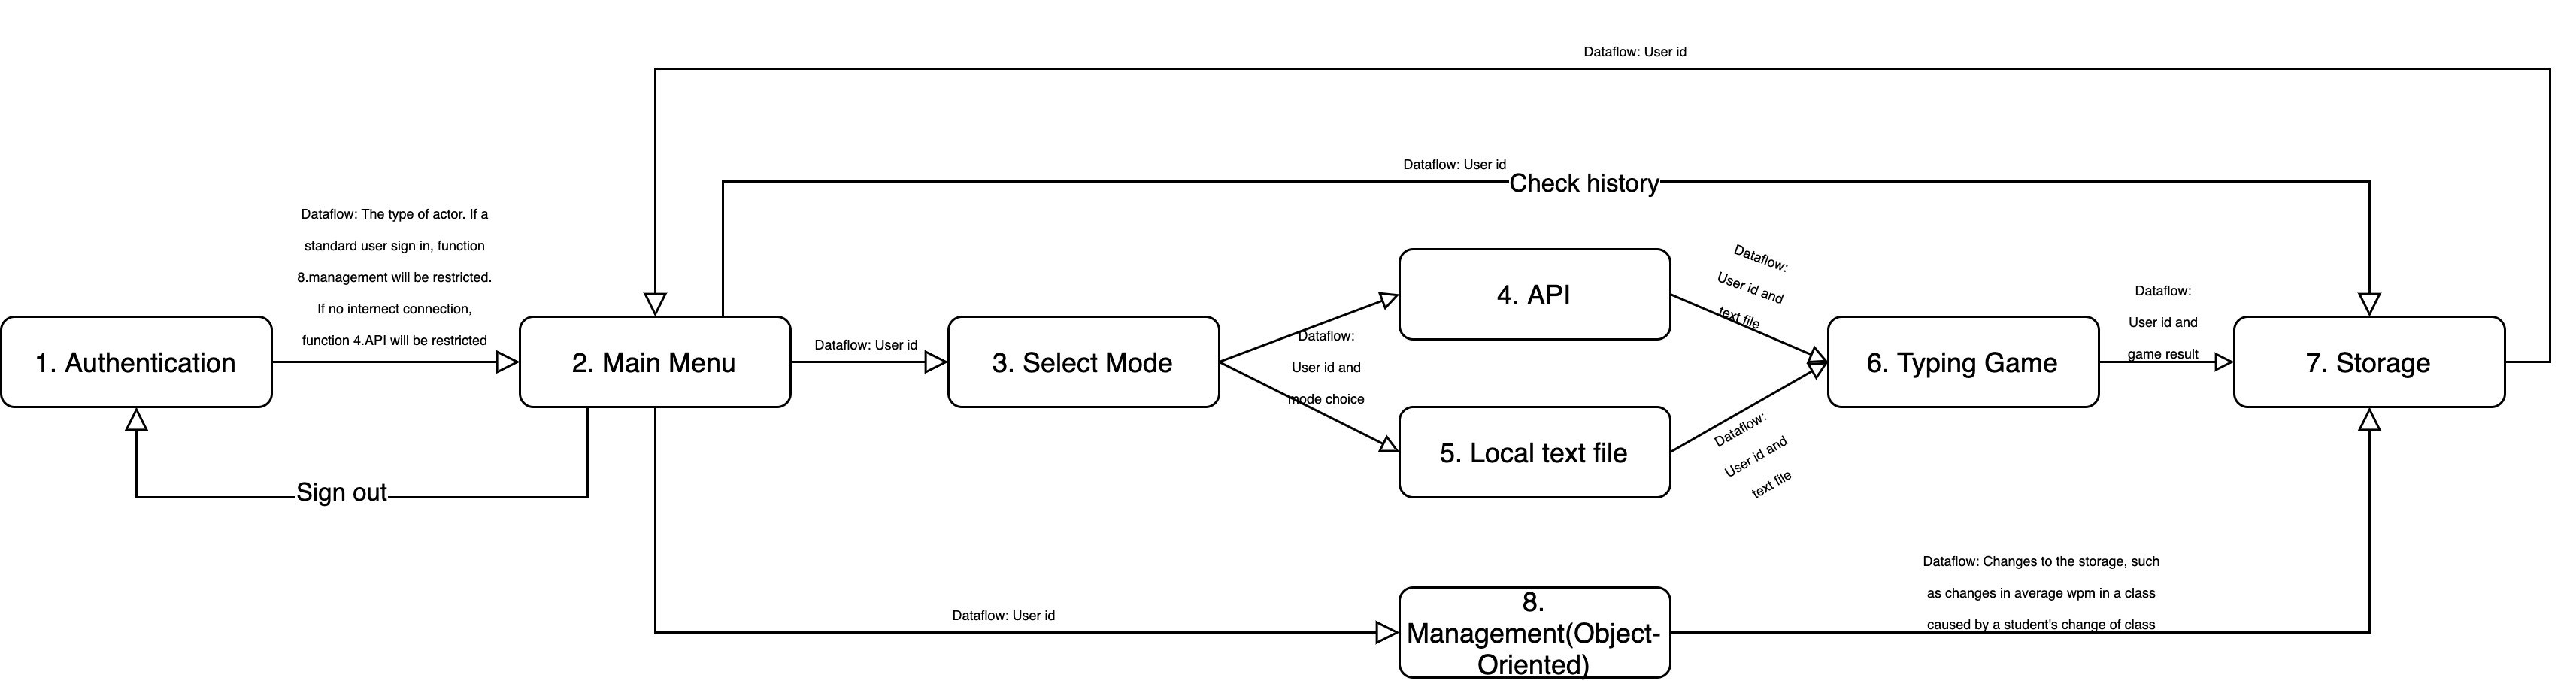 Dataflow: User id
Dataflow: User id
Check history
Dataflow: The type of actor. If a
standard user sign in, function
8.management will be restricted.
If no internect connection,
function 4.API will be restricted
1. Authentication
2. Main Menu
Dataflow: User id
3. Select Mode
Dataflow:
User id and
mode choice
4. API
5. Local text file
Dataflow:
User id and
text file
Dataflow:
User id and
text file
6. Typing Game
Dataflow:
User id and
game result
7. Storage
Sign out
Dataflow: User id
8.
Management(Object-
Oriented)
Dataflow: Changes to the storage, such
as changes in average wpm in a class
caused by a student's change of class